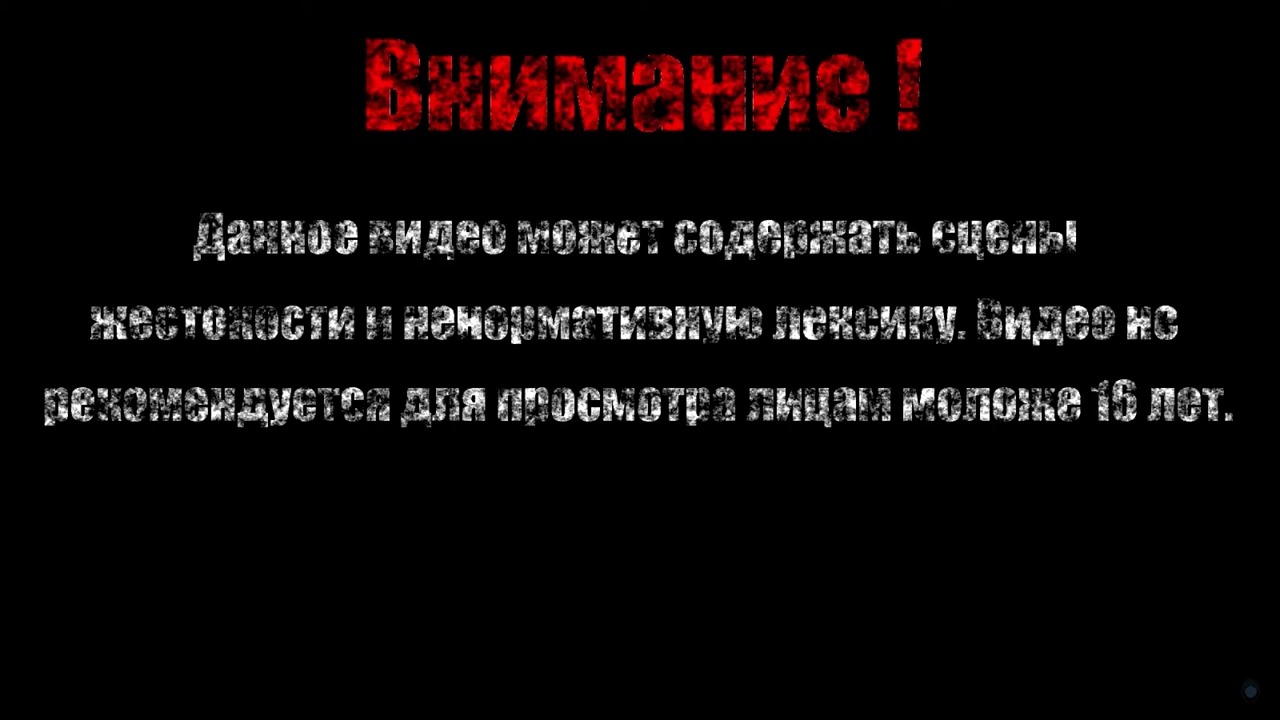 Внимание !
Данное видео может содержать сцены
жестокости и ненормативную лексику. Видео не
рекомендуется для просмотра лицам моложе 16 лет.